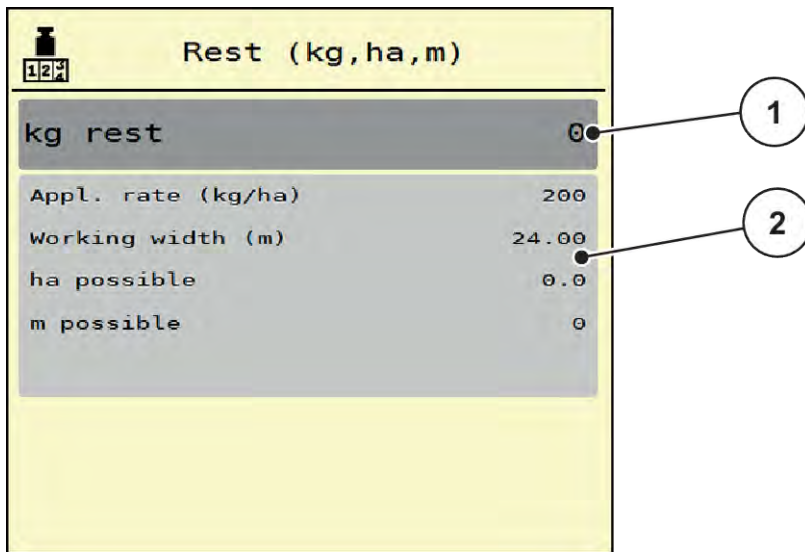 Rest (kg,ha,m)
kg rest 0
1
Appl. rate (kg/ha) 200
Working width (m) 24.00
2
ha possible 0.0
m possible 0